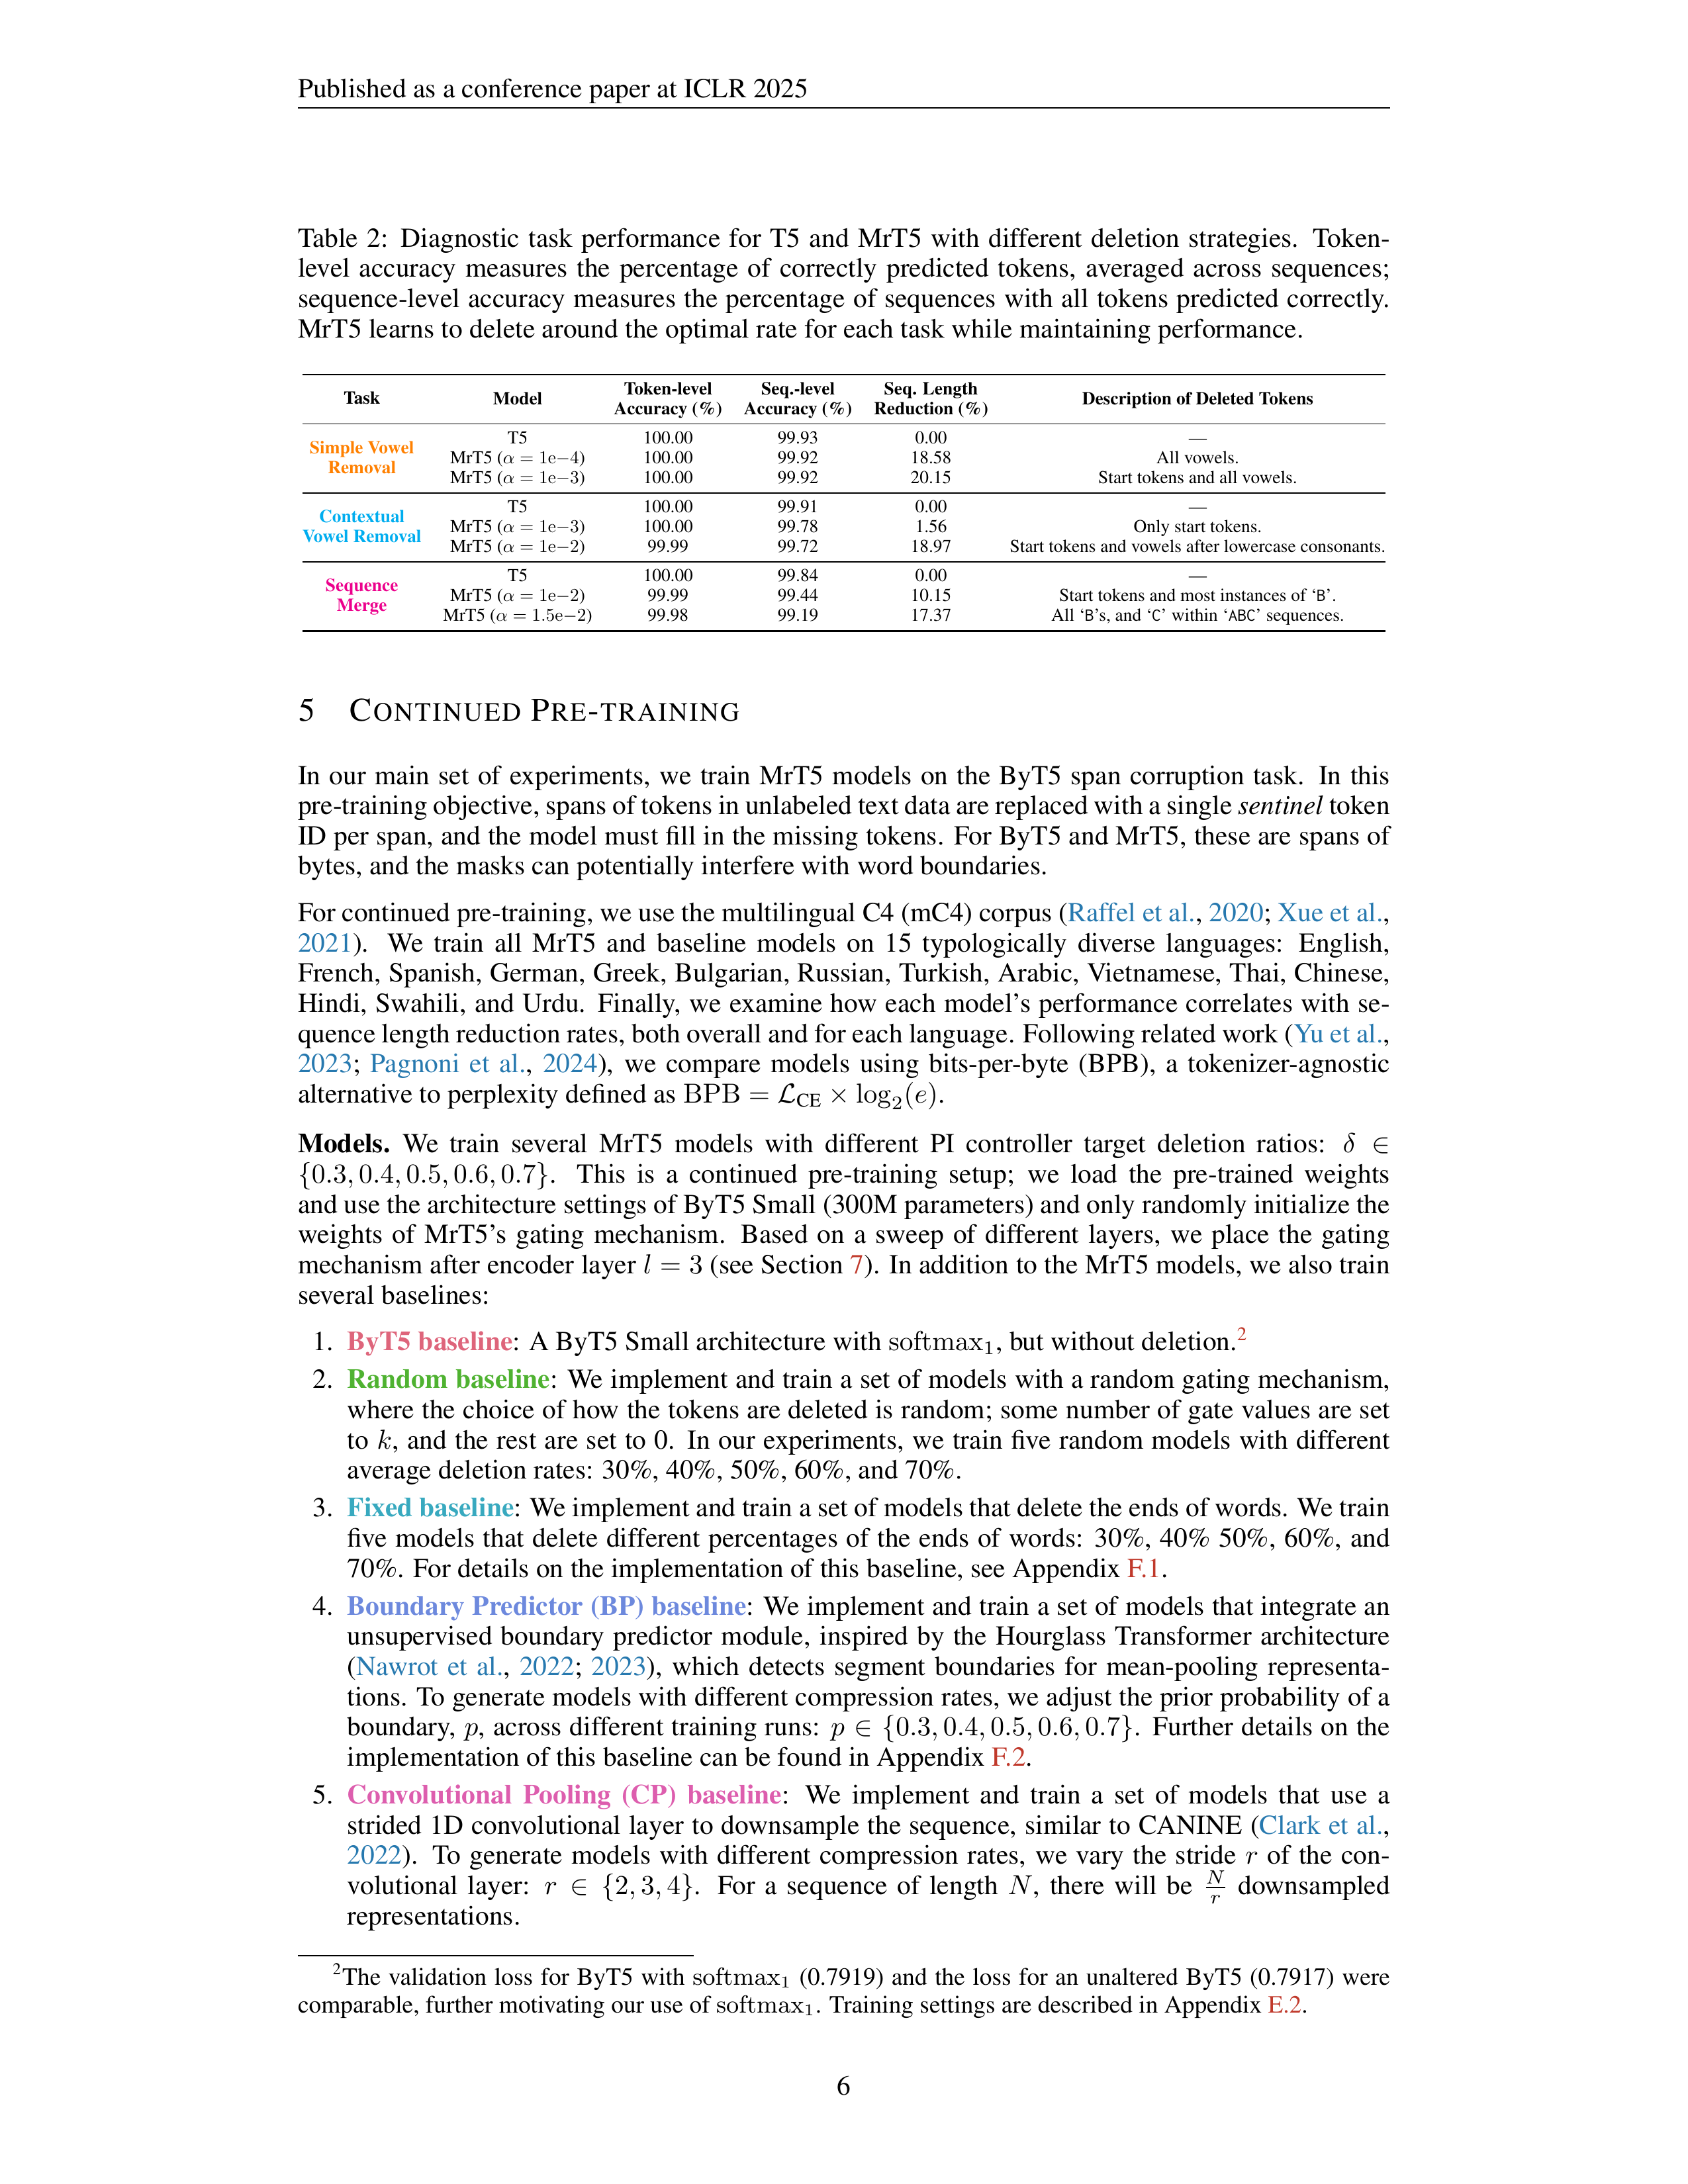 Published as a conference paper at ICLR 2025
Table 2: Diagnostic task performance for T5 and MrT5 with different deletion strategies. Token-
level accuracy measures the percentage of correctly predicted tokens, averaged across sequences;
sequence-level accuracy measures the percentage of sequences with all tokens predicted correctly.
MrT5 learns to delete around the optimal rate for each task while maintaining performance.
Task Model Token-level Accuracy (%) Seq.-level Accuracy (%) Seq. Length Reduction (%) Description of Deleted Tokens
Simple Vowel Removal
T5 100.00 99.93 0.00 —
MrT5 (α = 1e−4) 100.00 99.92 18.58 All vowels.
MrT5 (α = 1e−3) 100.00 99.92 20.15 Start tokens and all vowels.
Contextual Vowel Removal
T5 100.00 99.91 0.00 —
MrT5 (α = 1e−3) 100.00 99.78 1.56 Only start tokens.
MrT5 (α = 1e−2) 99.99 99.72 18.97 Start tokens and vowels after lowercase consonants.
Sequence Merge
T5 100.00 99.84 0.00 —
MrT5 (α = 1e−2) 99.99 99.44 10.15 Start tokens and most instances of ‘B’.
MrT5 (α = 1.5e−2) 99.98 99.19 17.37 All ‘B’s, and ‘C’ within ‘ABC’ sequences.
5 CONTINUED PRE-TRAINING
In our main set of experiments, we train MrT5 models on the ByT5 span corruption task. In this
pre-training objective, spans of tokens in unlabeled text data are replaced with a single sentinel token
ID per span, and the model must fill in the missing tokens. For ByT5 and MrT5, these are spans of
bytes, and the masks can potentially interfere with word boundaries.
For continued pre-training, we use the multilingual C4 (mC4) corpus (Raffel et al., 2020; Xue et al.,
2021). We train all MrT5 and baseline models on 15 typologically diverse languages: English,
French, Spanish, German, Greek, Bulgarian, Russian, Turkish, Arabic, Vietnamese, Thai, Chinese,
Hindi, Swahili, and Urdu. Finally, we examine how each model’s performance correlates with se-
quence length reduction rates, both overall and for each language. Following related work (Yu et al.,
2023; Pagnoni et al., 2024), we compare models using bits-per-byte (BPB), a tokenizer-agnostic
alternative to perplexity defined as BPB = ℒ_CE × log₂(e).
Models. We train several MrT5 models with different PI controller target deletion ratios: δ ∈
{0.3, 0.4, 0.5, 0.6, 0.7}. This is a continued pre-training setup; we load the pre-trained weights
and use the architecture settings of ByT5 Small (300M parameters) and only randomly initialize the
weights of MrT5’s gating mechanism. Based on a sweep of different layers, we place the gating
mechanism after encoder layer l = 3 (see Section 7). In addition to the MrT5 models, we also train
several baselines:
1. ByT5 baseline: A ByT5 Small architecture with softmax₁, but without deletion.²
2. Random baseline: We implement and train a set of models with a random gating mechanism,
where the choice of how the tokens are deleted is random; some number of gate values are set
to k, and the rest are set to 0. In our experiments, we train five random models with different
average deletion rates: 30%, 40%, 50%, 60%, and 70%.
3. Fixed baseline: We implement and train a set of models that delete the ends of words. We train
five models that delete different percentages of the ends of words: 30%, 40% 50%, 60%, and
70%. For details on the implementation of this baseline, see Appendix F.1.
4. Boundary Predictor (BP) baseline: We implement and train a set of models that integrate an
unsupervised boundary predictor module, inspired by the Hourglass Transformer architecture
(Nawrot et al., 2022; 2023), which detects segment boundaries for mean-pooling representa-
tions. To generate models with different compression rates, we adjust the prior probability of a
boundary, p, across different training runs: p ∈ {0.3, 0.4, 0.5, 0.6, 0.7}. Further details on the
implementation of this baseline can be found in Appendix F.2.
5. Convolutional Pooling (CP) baseline: We implement and train a set of models that use a
strided 1D convolutional layer to downsample the sequence, similar to CANINE (Clark et al.,
2022). To generate models with different compression rates, we vary the stride r of the con-
volutional layer: r ∈ {2, 3, 4}. For a sequence of length N, there will be N/r downsampled
representations.
²The validation loss for ByT5 with softmax₁ (0.7919) and the loss for an unaltered ByT5 (0.7917) were
comparable, further motivating our use of softmax₁. Training settings are described in Appendix E.2.
6